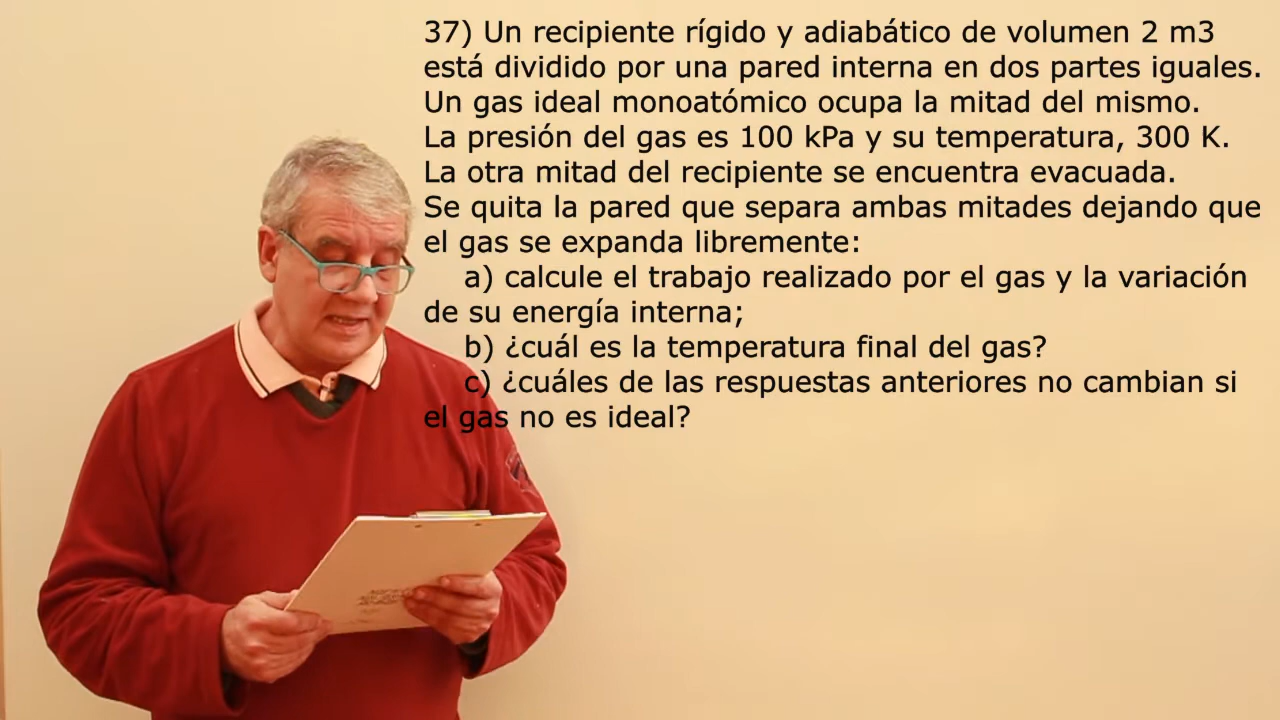 37) Un recipiente rígido y adiabático de volumen 2 m3
está dividido por una pared interna en dos partes iguales.
Un gas ideal monoatómico ocupa la mitad del mismo.
La presión del gas es 100 kPa y su temperatura, 300 K.
La otra mitad del recipiente se encuentra evacuada.
Se quita la pared que separa ambas mitades dejando que
el gas se expanda libremente:
a) calcule el trabajo realizado por el gas y la variación
de su energía interna;
b) ¿cuál es la temperatura final del gas?
c) ¿cuáles de las respuestas anteriores no cambian si
el gas no es ideal?